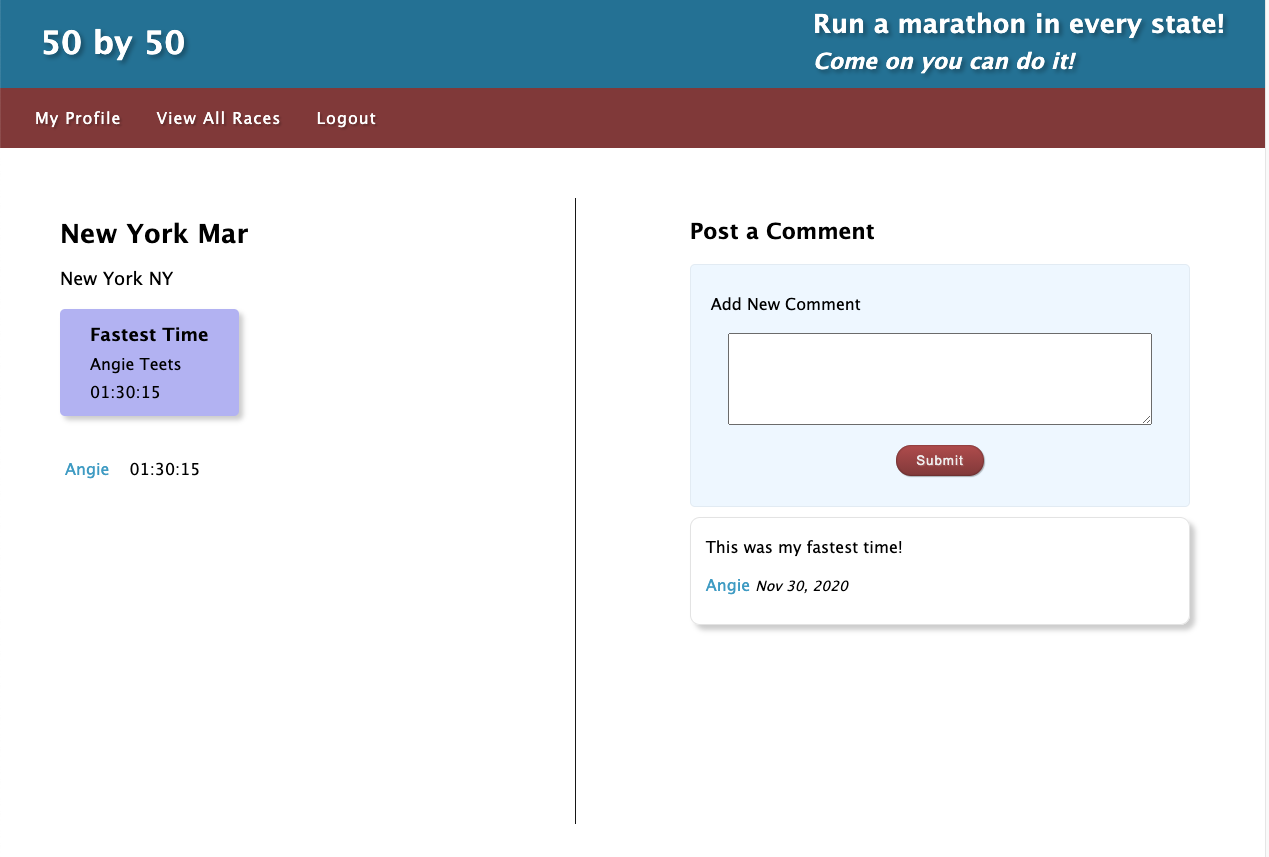 50 by 50
Run a marathon in every state!
Come on you can do it!
My Profile View All Races Logout
New York Mar
New York NY
Fastest Time
Angie Teets
01:30:15
Angie 01:30:15
Post a Comment
Add New Comment
Submit
This was my fastest time!
Angie Nov 30, 2020